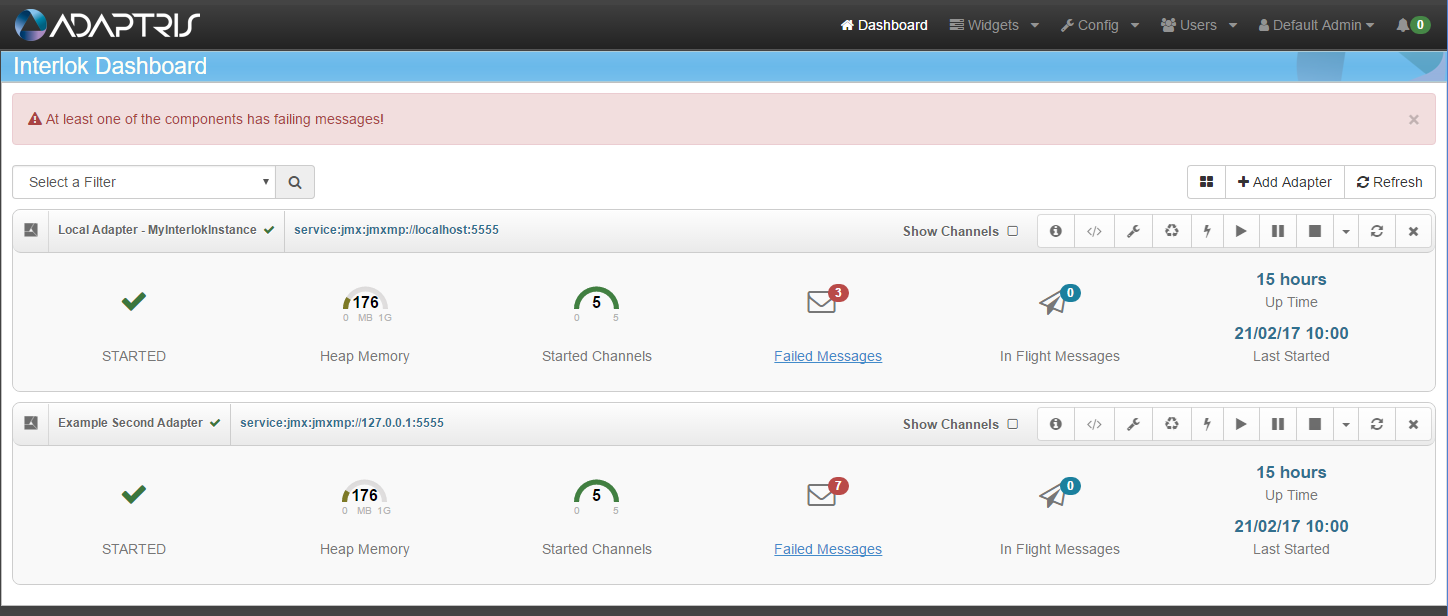 ADAPTRIS
Dashboard Widgets Config Users Default Admin 0
Interlok Dashboard
At least one of the components has failing messages!
×
Select a Filter
Add Adapter Refresh
Local Adapter - MyInterlokInstance service:jmx:jmxmp://localhost:5555 Show Channels
176 5 3 0
0 MB 1G 0 5
15 hours
Up Time
21/02/17 10:00
STARTED Heap Memory Started Channels Failed Messages In Flight Messages Last Started
Example Second Adapter service:jmx:jmxmp://127.0.0.1:5555 Show Channels
176 5 7 0
0 MB 1G 0 5
15 hours
Up Time
21/02/17 10:00
STARTED Heap Memory Started Channels Failed Messages In Flight Messages Last Started